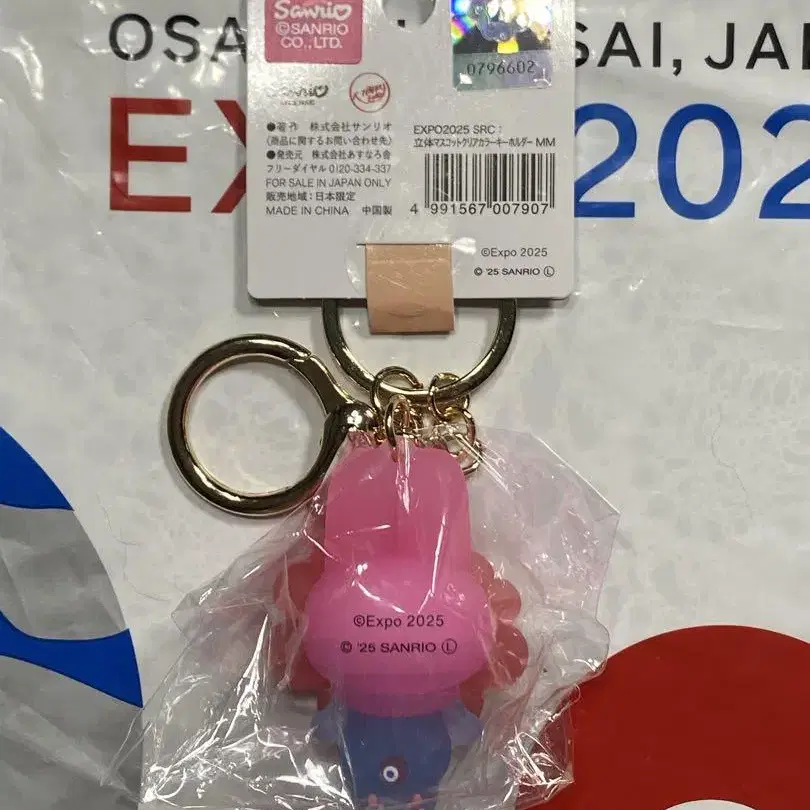 OSA SAI, JA
EX 202
Sanrio
©SANRIO
CO., LTD.
0796602
LICENSE
●著作 株式会社サンリオ
(商品に関するお問い合わせ先)
●発売元 株式会社あすなろ舎
フリーダイヤル 0120-334-337
FOR SALE IN JAPAN ONLY
販売地域:日本限定
MADE IN CHINA 中国製
EXPO2025 SRC:
立体マスコットクリアカラーキーホルダー MM
4 991567 007907
©Expo 2025
© '25 SANRIO Ⓛ
©Expo 2025
© '25 SANRIO Ⓛ